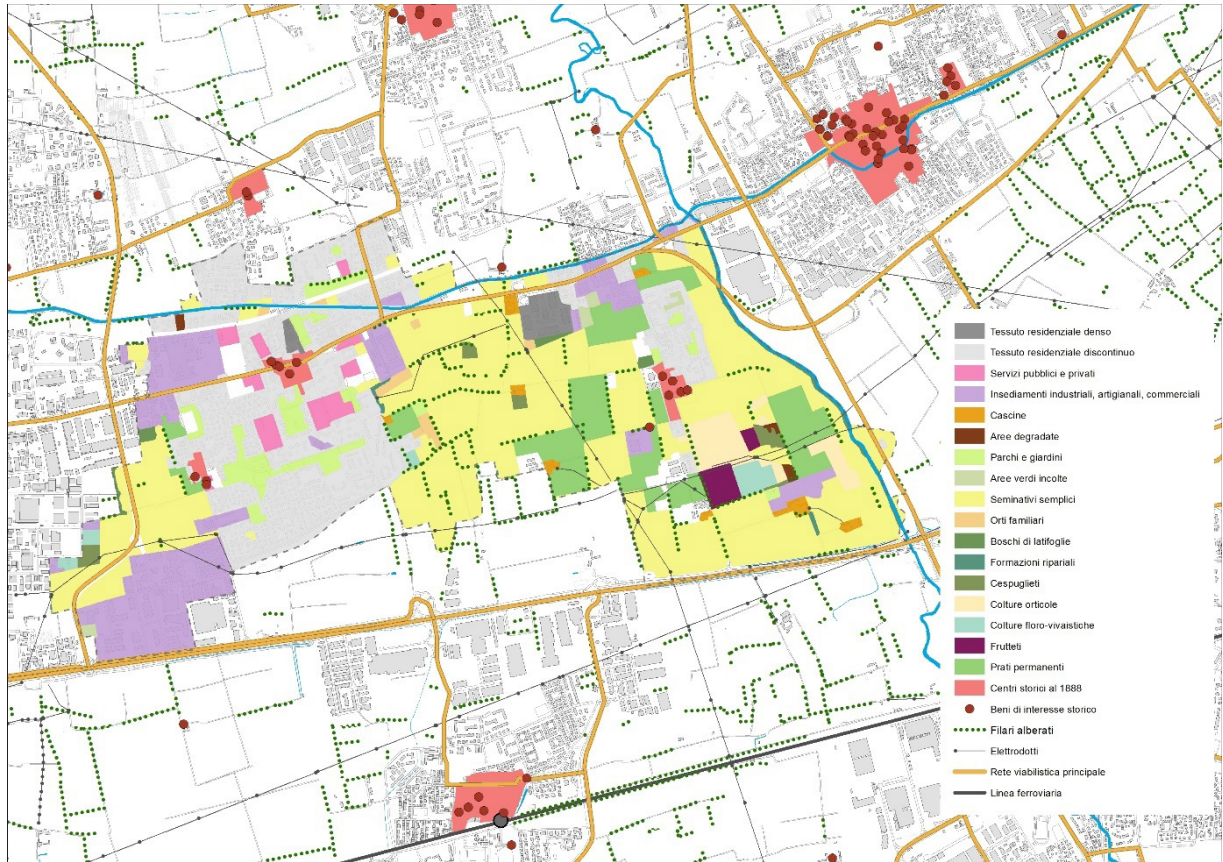 Tessuto residenziale denso
Tessuto residenziale discontinuo
Servizi pubblici e privati
Insediamenti industriali, artigianali, commerciali
Cascine
Aree degradate
Parchi e giardini
Aree verdi incolte
Seminativi semplici
Orti familiari
Boschi di latifoglie
Formazioni ripariali
Cespuglieti
Colture orticole
Colture floro-vivaistiche
Frutteti
Prati permanenti
Centri storici al 1888
Beni di interesse storico
Filari alberati
Elettrodotti
Rete viabilistica principale
Linea ferroviaria